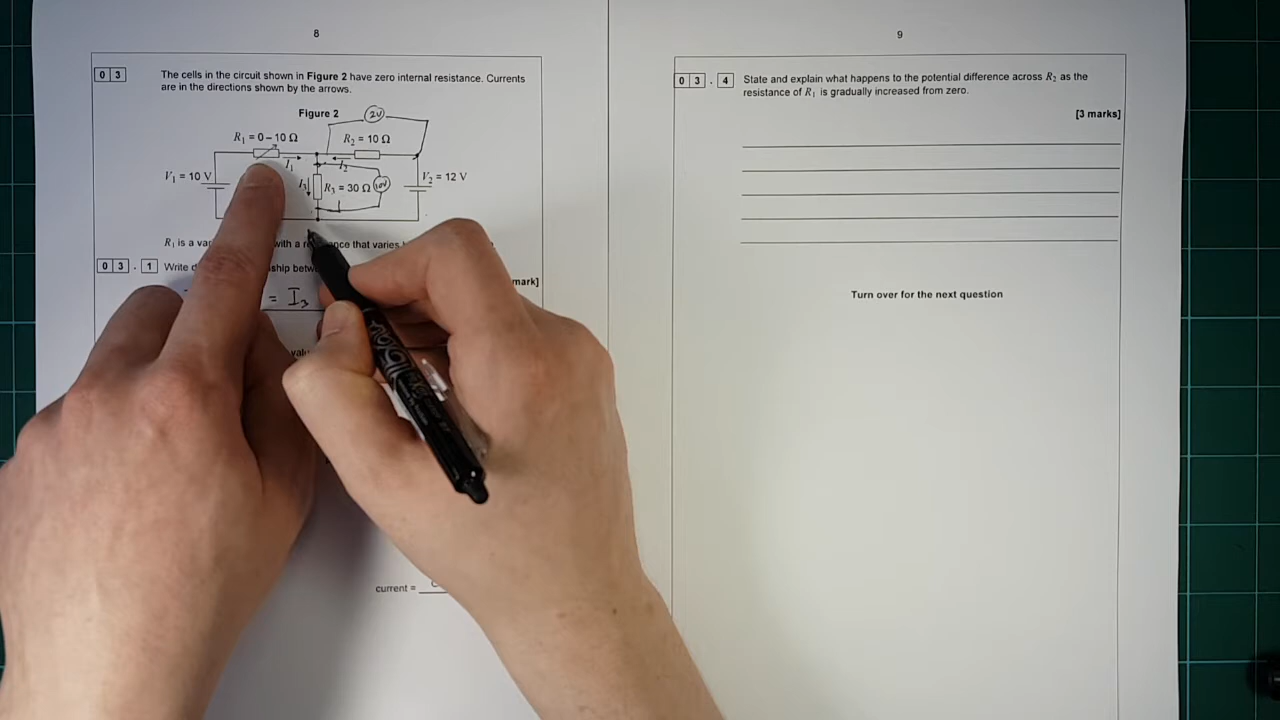 8
0 3 The cells in the circuit shown in Figure 2 have zero internal resistance. Currents
are in the directions shown by the arrows.
Figure 2
2V
R₁ = 0 – 10 Ω
R₂ = 10 Ω
I₁
I₂
V₁ = 10 V
I₃
R₃ = 30 Ω
10V
V₂ = 12 V
R₁ is a with a that varies
0 3 . 1 Write
mark]
= I₃
current =
9
0 3 . 4 State and explain what happens to the potential difference across R₂ as the
resistance of R₁ is gradually increased from zero.
[3 marks]
Turn over for the next question